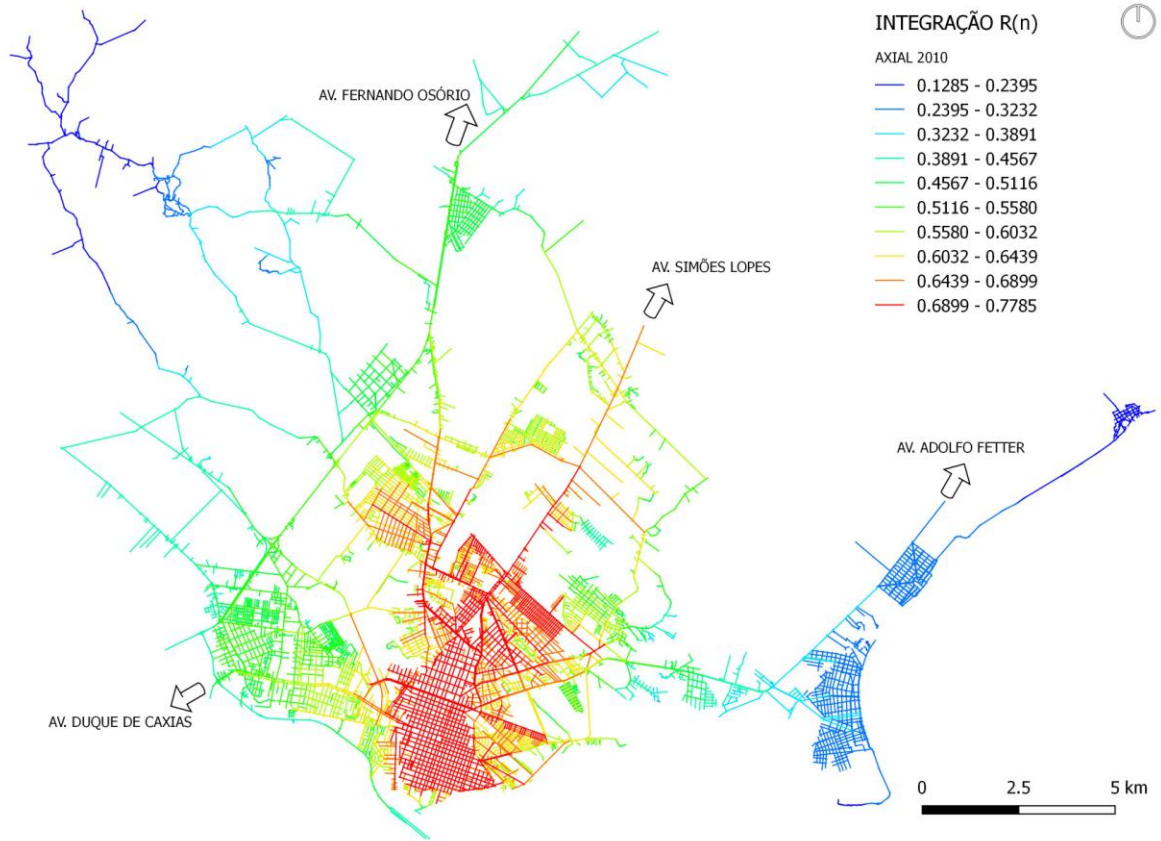 INTEGRAÇÃO R(n)
AXIAL 2010
0.1285 - 0.2395
0.2395 - 0.3232
0.3232 - 0.3891
0.3891 - 0.4567
0.4567 - 0.5116
0.5116 - 0.5580
0.5580 - 0.6032
0.6032 - 0.6439
0.6439 - 0.6899
0.6899 - 0.7785
AV. FERNANDO OSÓRIO
AV. SIMÕES LOPES
AV. ADOLFO FETTER
AV. DUQUE DE CAXIAS
0 2.5 5 km